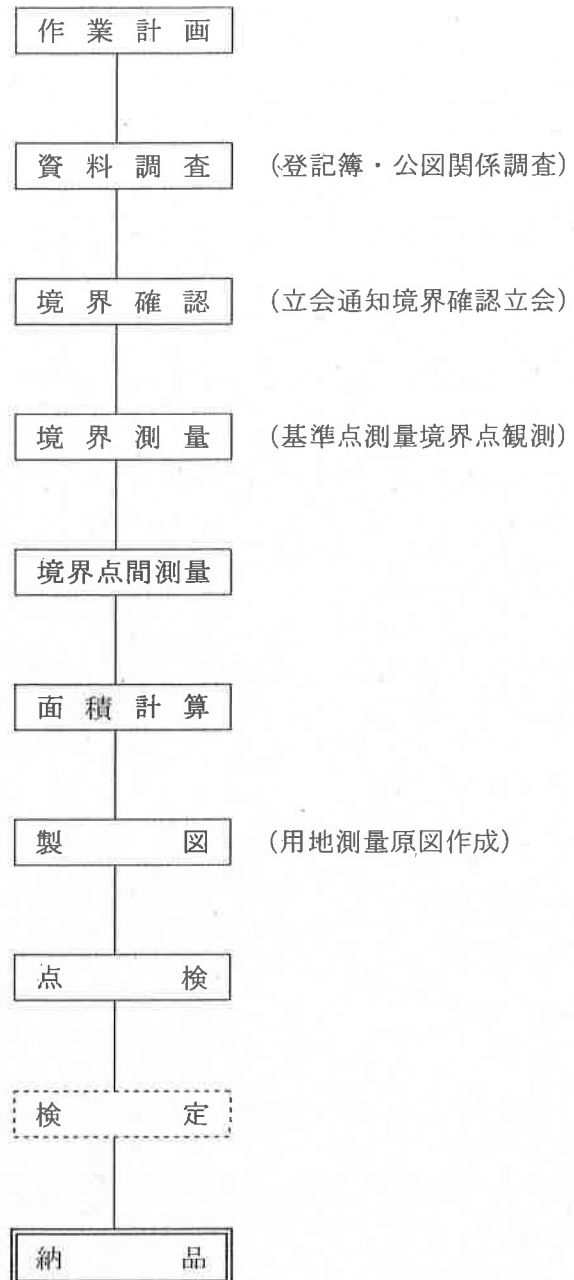 作業計画
資料調査 (登記簿・公図関係調査)
境界確認 (立会通知境界確認立会)
境界測量 (基準点測量境界点観測)
境界点間測量
面積計算
製図 (用地測量原図作成)
点検
検定
納品